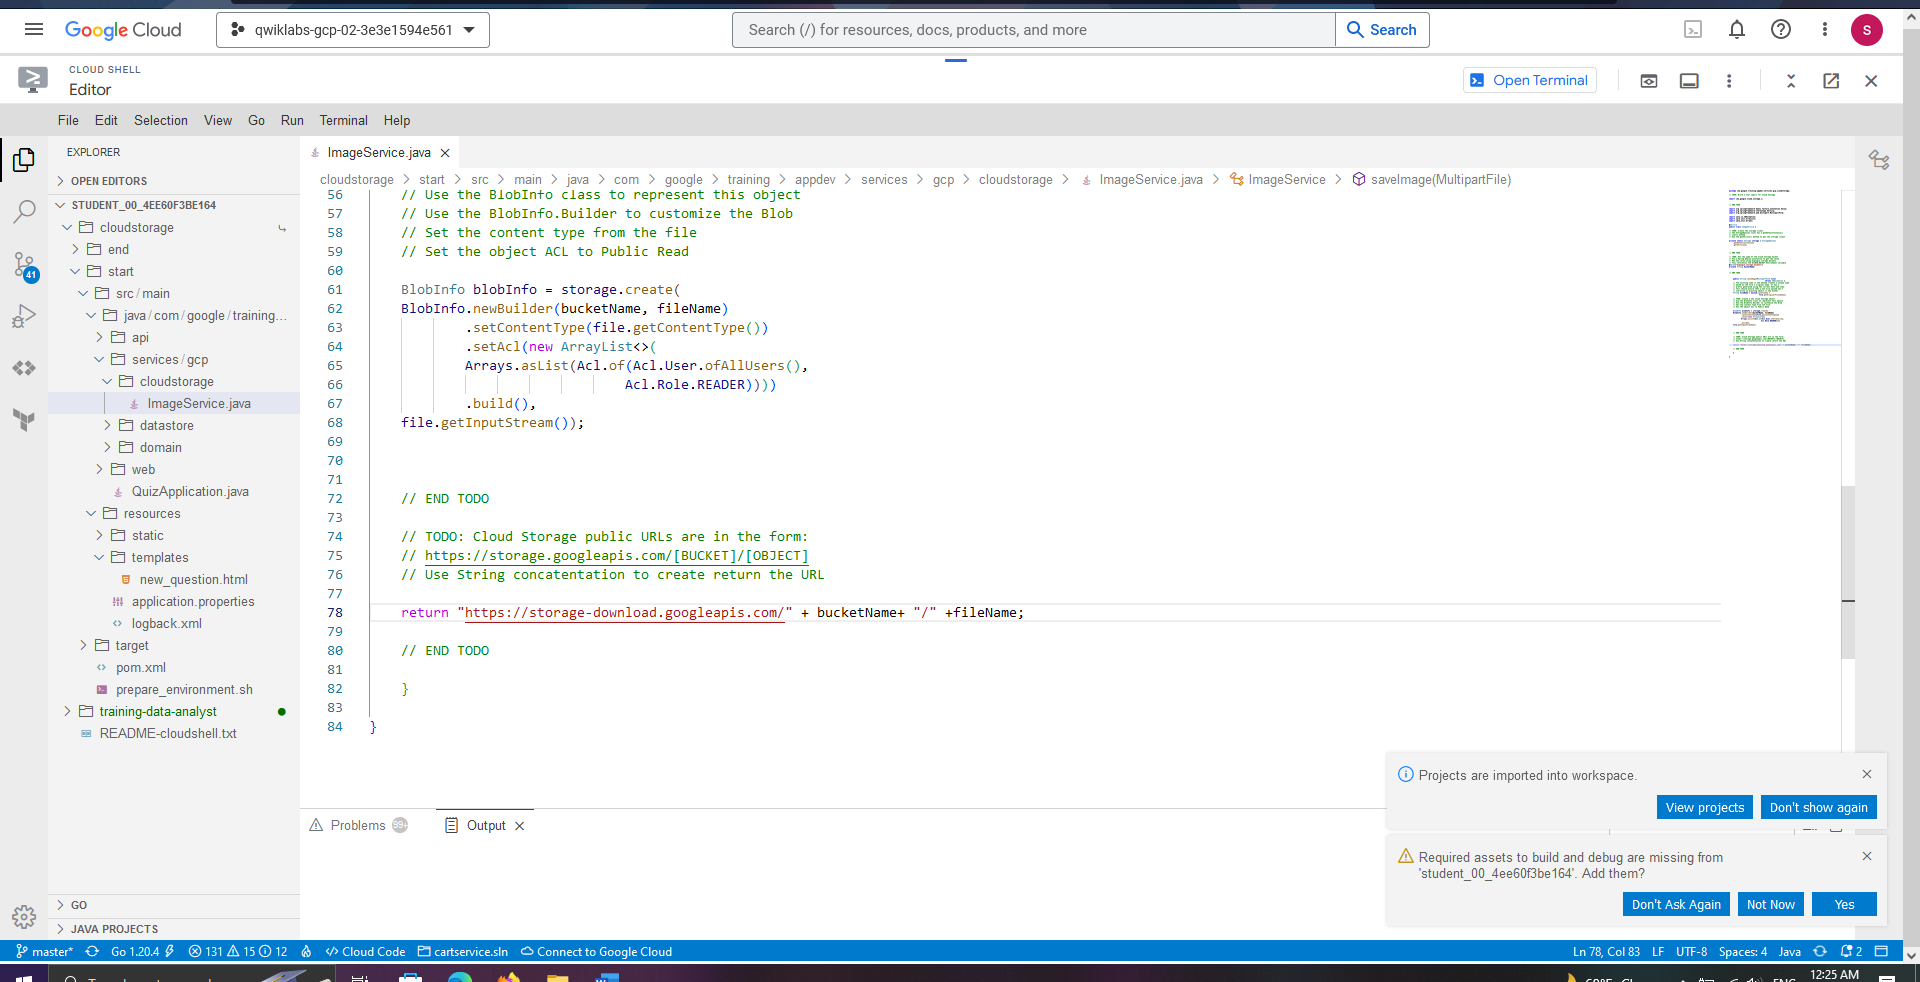 Google Cloud
qwiklabs-gcp-02-3e3e1594e561
Search (/) for resources, docs, products, and more
Search
S
CLOUD SHELL
Editor
Open Terminal
File Edit Selection View Go Run Terminal Help
EXPLORER
OPEN EDITORS
STUDENT_00_4EE60F3BE164
cloudstorage
end
start
src/main
java/com/google/training...
api
services/gcp
cloudstorage
ImageService.java
datastore
domain
web
QuizApplication.java
resources
static
templates
new_question.html
application.properties
logback.xml
target
pom.xml
prepare_environment.sh
training-data-analyst
README-cloudshell.txt
GO
JAVA PROJECTS
41
ImageService.java
cloudstorage > start > src > main > java > com > google > training > appdev > services > gcp > cloudstorage > ImageService.java > ImageService > saveImage(MultipartFile)
56 // Use the BlobInfo class to represent this object
57 // Use the BlobInfo.Builder to customize the Blob
58 // Set the content type from the file
59 // Set the object ACL to Public Read
60
61 BlobInfo blobInfo = storage.create(
62 BlobInfo.newBuilder(bucketName, fileName)
63 .setContentType(file.getContentType())
64 .setAcl(new ArrayList<>(
65 Arrays.asList(Acl.of(Acl.User.ofAllUsers(),
66 Acl.Role.READER))))
67 .build(),
68 file.getInputStream());
69
70
71
72 // END TODO
73
74 // TODO: Cloud Storage public URLs are in the form:
75 // https://storage.googleapis.com/[BUCKET]/[OBJECT]
76 // Use String concatentation to create return the URL
77
78 return "https://storage-download.googleapis.com/" + bucketName+ "/" +fileName;
79
80 // END TODO
81
82 }
83
84 }
Problems 99+
Output
Projects are imported into workspace.
View projects Don't show again
Required assets to build and debug are missing from
'student_00_4ee60f3be164'. Add them?
Don't Ask Again Not Now Yes
master* Go 1.20.4 131 15 12 Cloud Code cartservice.sln Connect to Google Cloud Ln 78, Col 83 LF UTF-8 Spaces: 4 Java 2
12:25 AM